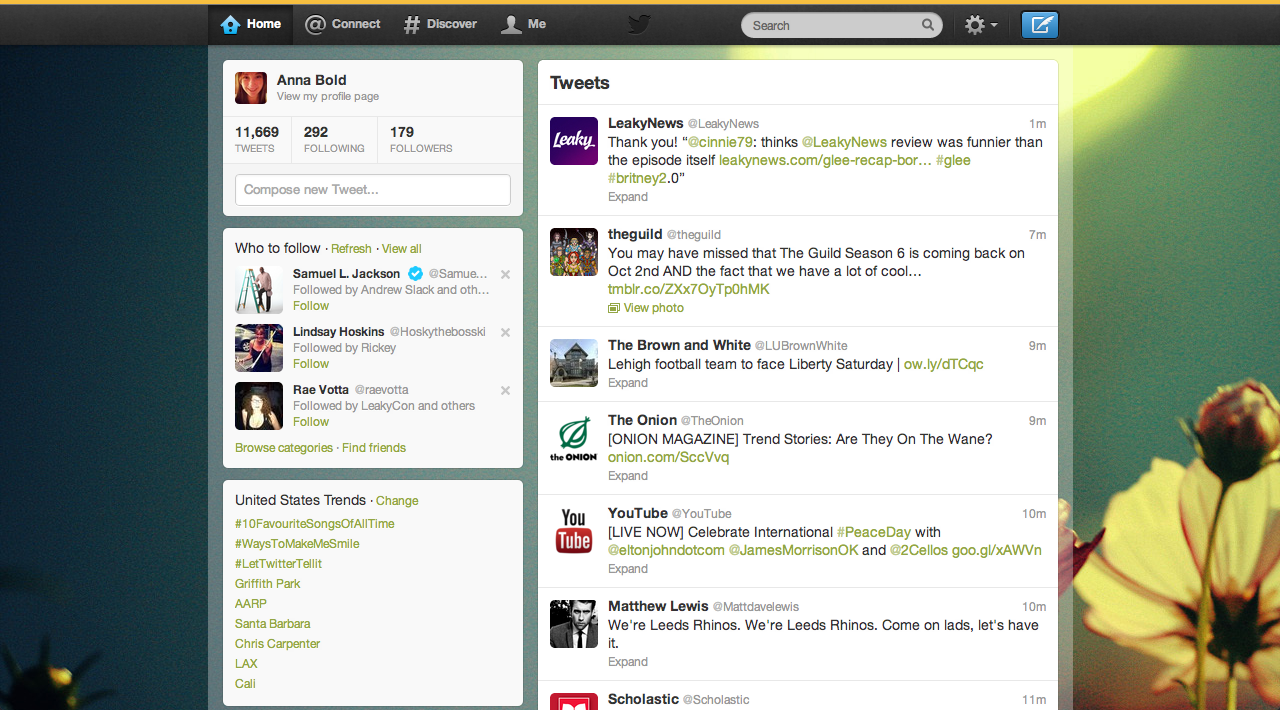 Home
Connect
Discover
Me
Search
Anna Bold
View my profile page
11,669
TWEETS
292
FOLLOWING
179
FOLLOWERS
Compose new Tweet...
Who to follow · Refresh · View all
Samuel L. Jackson @Samue...
Followed by Andrew Slack and oth...
Follow
Lindsay Hoskins @Hoskythebosski
Followed by Rickey
Follow
Rae Votta @raevotta
Followed by LeakyCon and others
Follow
Browse categories · Find friends
United States Trends · Change
#10FavouriteSongsOfAllTime
#WaysToMakeMeSmile
#LetTwitterTellit
Griffith Park
AARP
Santa Barbara
Chris Carpenter
LAX
Cali
Tweets
Leaky
LeakyNews @LeakyNews 1m
Thank you! “@cinnie79: thinks @LeakyNews review was funnier than
the episode itself leakynews.com/glee-recap-bor… #glee
#britney2.0”
Expand
theguild @theguild 7m
You may have missed that The Guild Season 6 is coming back on
Oct 2nd AND the fact that we have a lot of cool…
tmblr.co/ZXx7OyTp0hMK
View photo
The Brown and White @LUBrownWhite 9m
Lehigh football team to face Liberty Saturday | ow.ly/dTCqc
Expand
the ONION
The Onion @TheOnion 9m
[ONION MAGAZINE] Trend Stories: Are They On The Wane?
onion.com/SccVvq
Expand
You
Tube
YouTube @YouTube 10m
[LIVE NOW] Celebrate International #PeaceDay with
@eltonjohndotcom @JamesMorrisonOK and @2Cellos goo.gl/xAWVn
Expand
Matthew Lewis @Mattdavelewis 10m
We're Leeds Rhinos. We're Leeds Rhinos. Come on lads, let's have
it.
Expand
Scholastic @Scholastic 11m